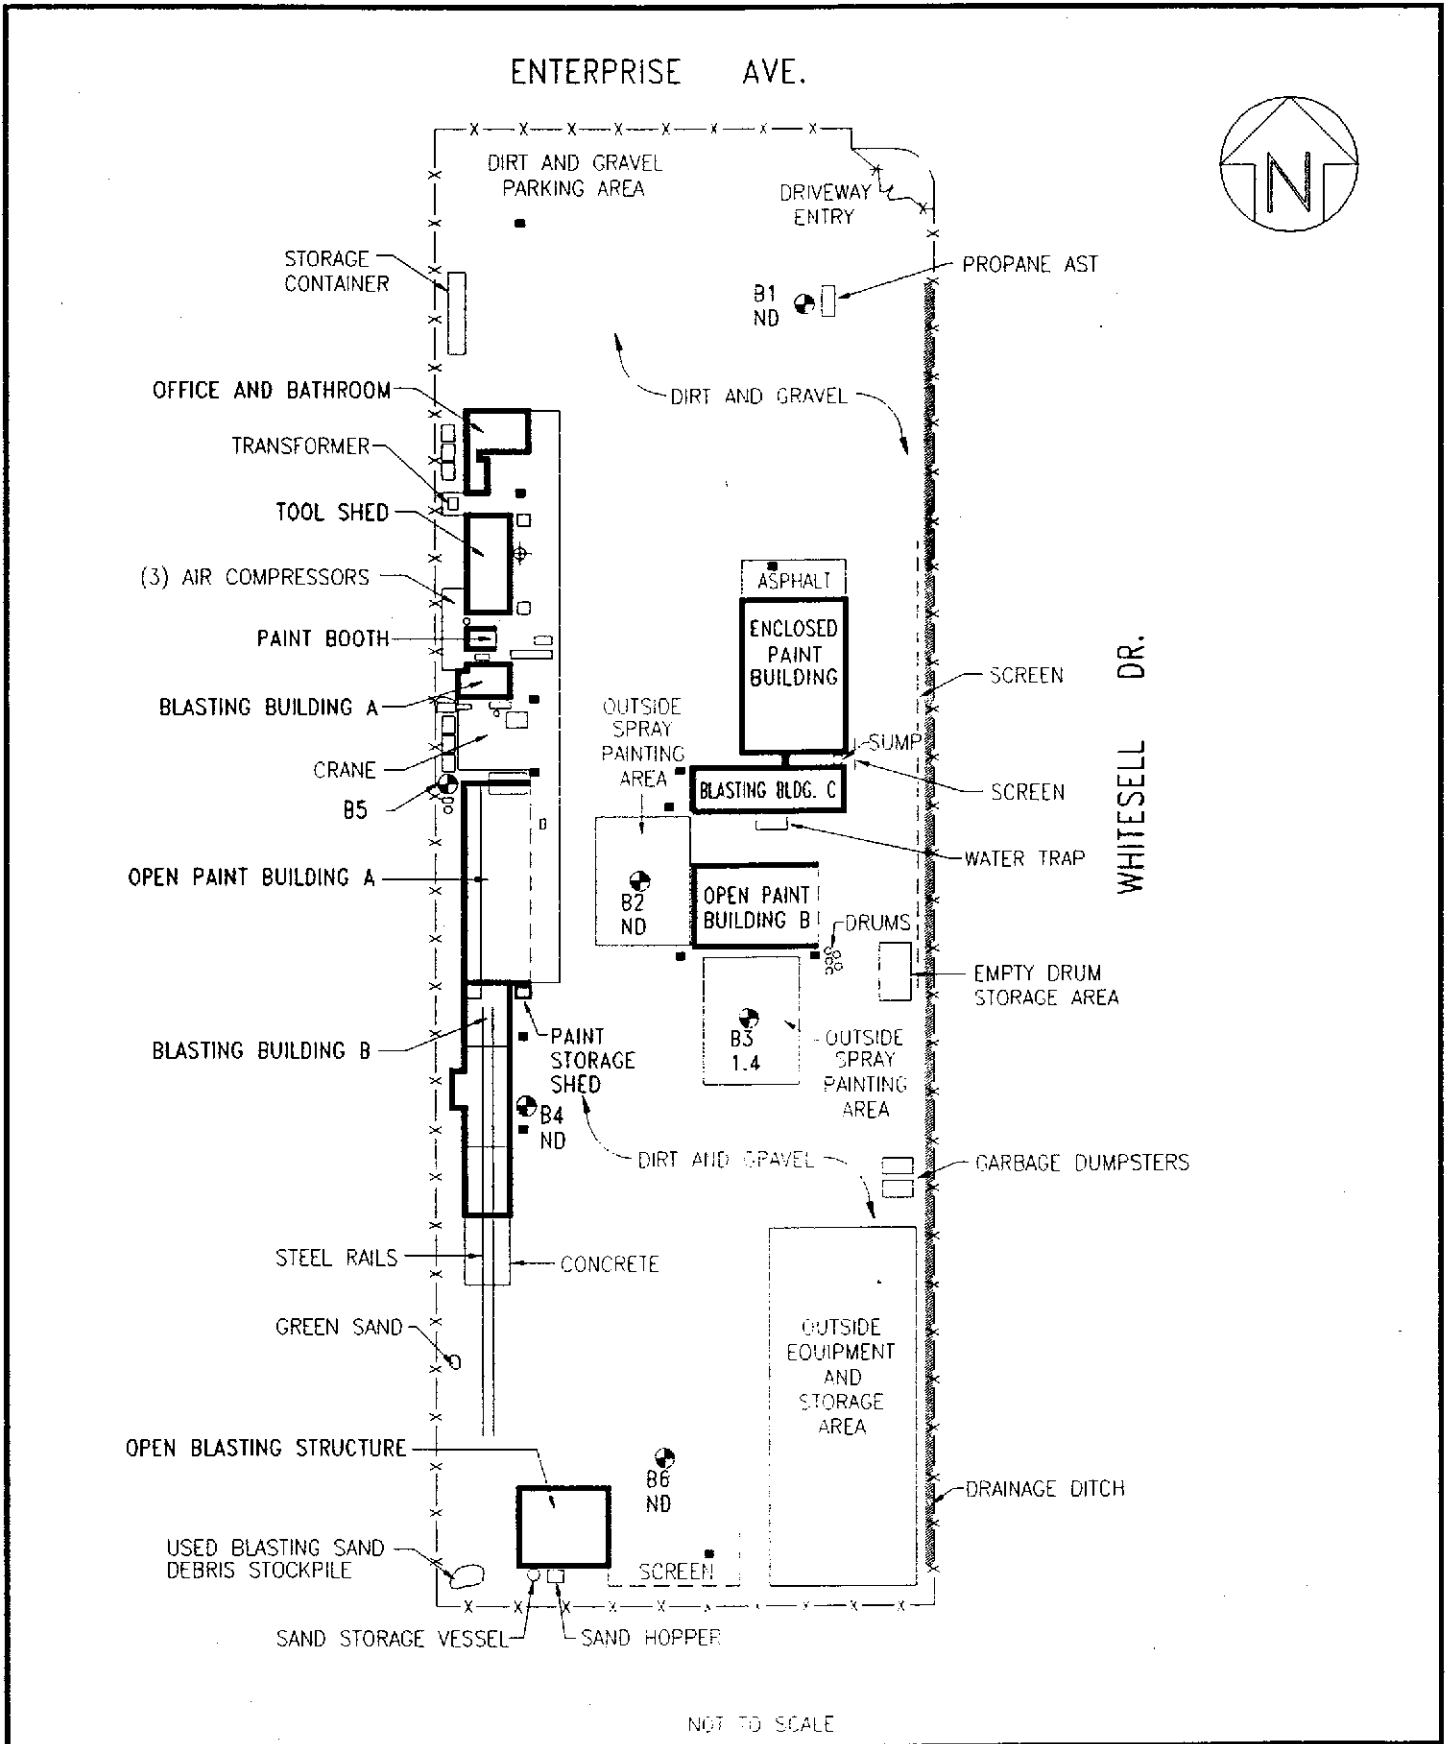 ENTERPRISE AVE.
N
DIRT AND GRAVEL
PARKING AREA
DRIVEWAY
ENTRY
STORAGE
CONTAINER
PROPANE AST
B1
ND
OFFICE AND BATHROOM
DIRT AND GRAVEL
TRANSFORMER
TOOL SHED
(3) AIR COMPRESSORS
ASPHALT
PAINT BOOTH
ENCLOSED
PAINT
BUILDING
WHITESELL DR.
SCREEN
BLASTING BUILDING A
OUTSIDE
SPRAY
PAINTING
AREA
SUMP
CRANE
BLASTING BLDG. C
SCREEN
B5
WATER TRAP
OPEN PAINT BUILDING A
B2
ND
OPEN PAINT
BUILDING B
DRUMS
EMPTY DRUM
STORAGE AREA
BLASTING BUILDING B
PAINT
STORAGE
SHED
B3
1.4
OUTSIDE
SPRAY
PAINTING
AREA
B4
ND
DIRT AND GRAVEL
GARBAGE DUMPSTERS
STEEL RAILS
CONCRETE
GREEN SAND
OUTSIDE
EQUIPMENT
AND
STORAGE
AREA
OPEN BLASTING STRUCTURE
B6
ND
DRAINAGE DITCH
USED BLASTING SAND
DEBRIS STOCKPILE
SCREEN
SAND STORAGE VESSEL
SAND HOPPER
NOT TO SCALE